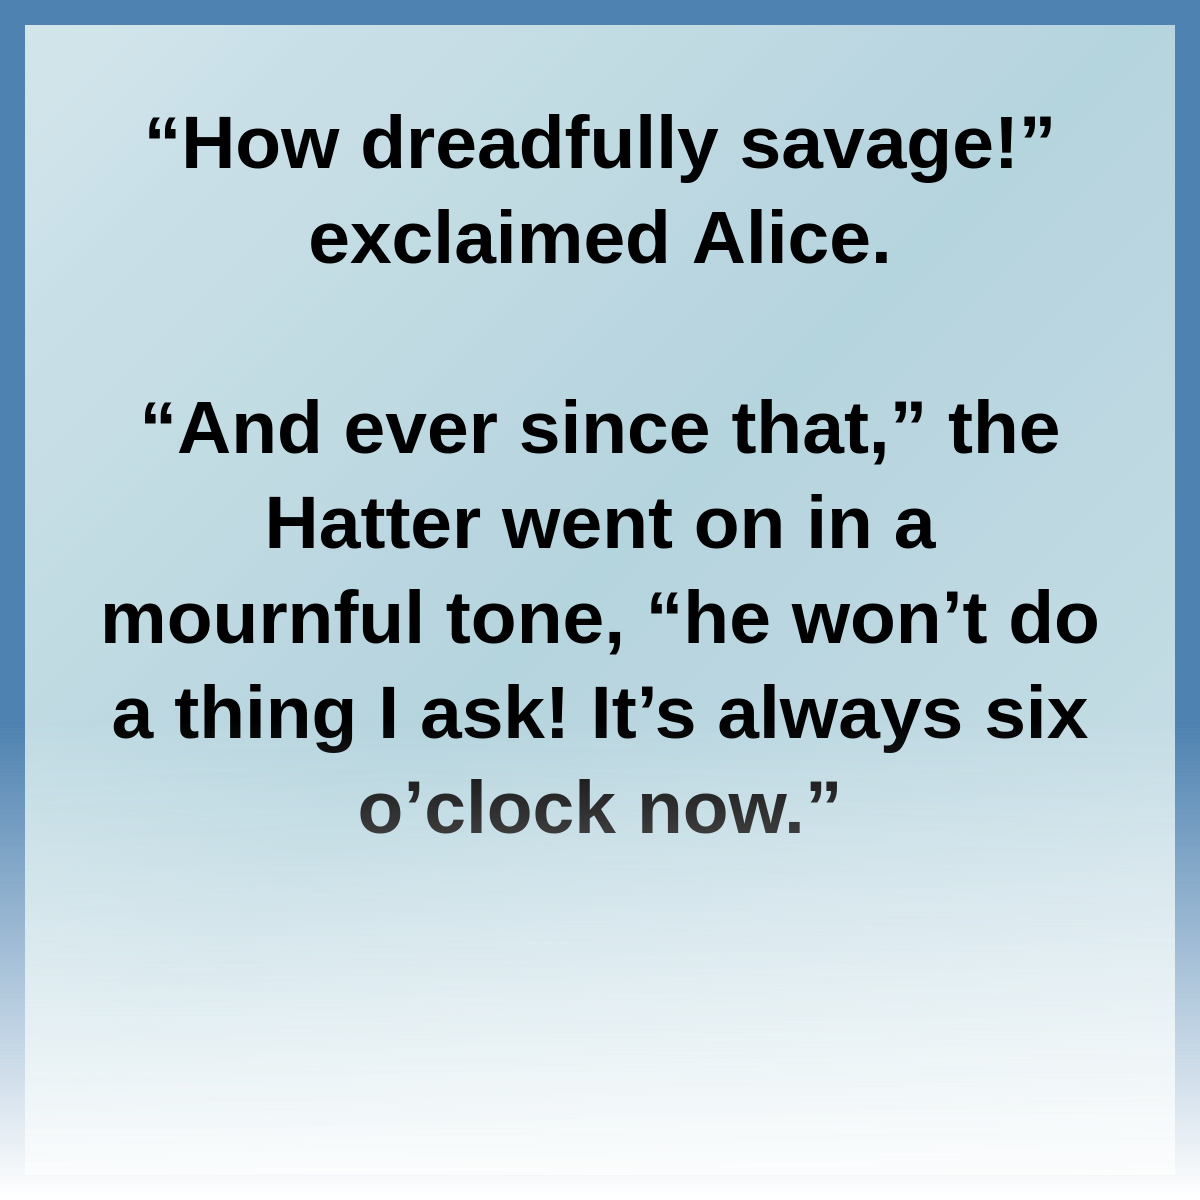 “How dreadfully savage!”
exclaimed Alice.
“And ever since that,” the
Hatter went on in a
mournful tone, “he won’t do
a thing I ask! It’s always six
o’clock now.”